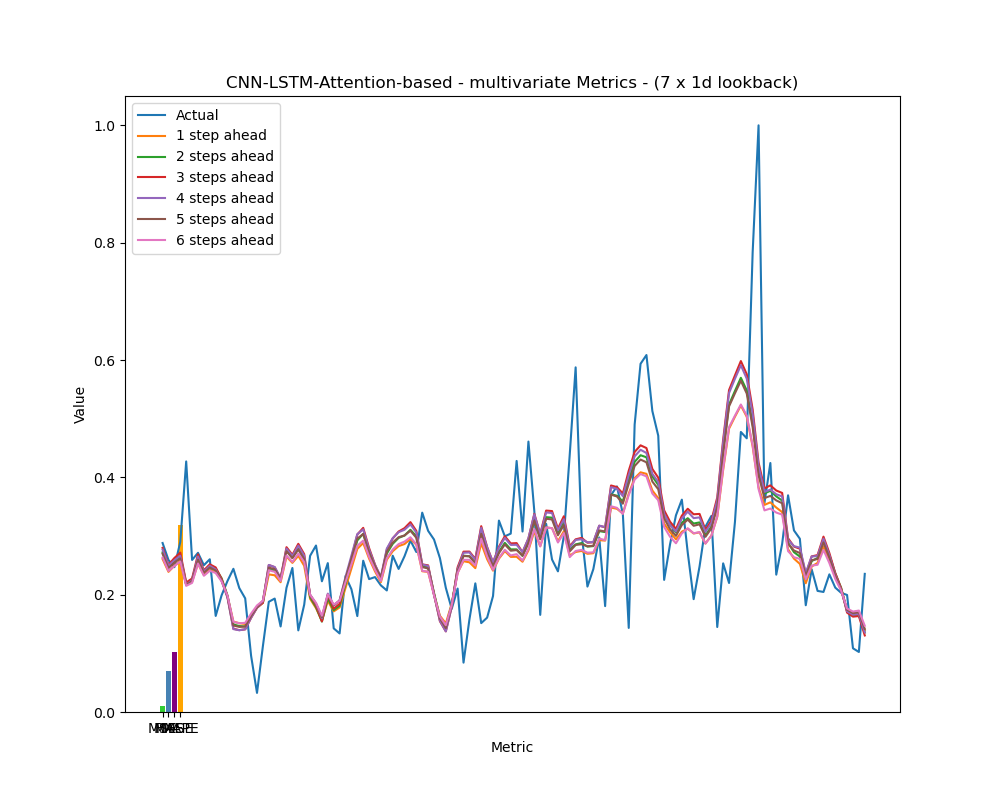 CNN-LSTM-Attention-based - multivariate Metrics - (7 x 1d lookback)
Actual
1 step ahead
2 steps ahead
3 steps ahead
4 steps ahead
5 steps ahead
6 steps ahead
1.0
0.8
0.6
0.4
0.2
0.0
Value
Metric